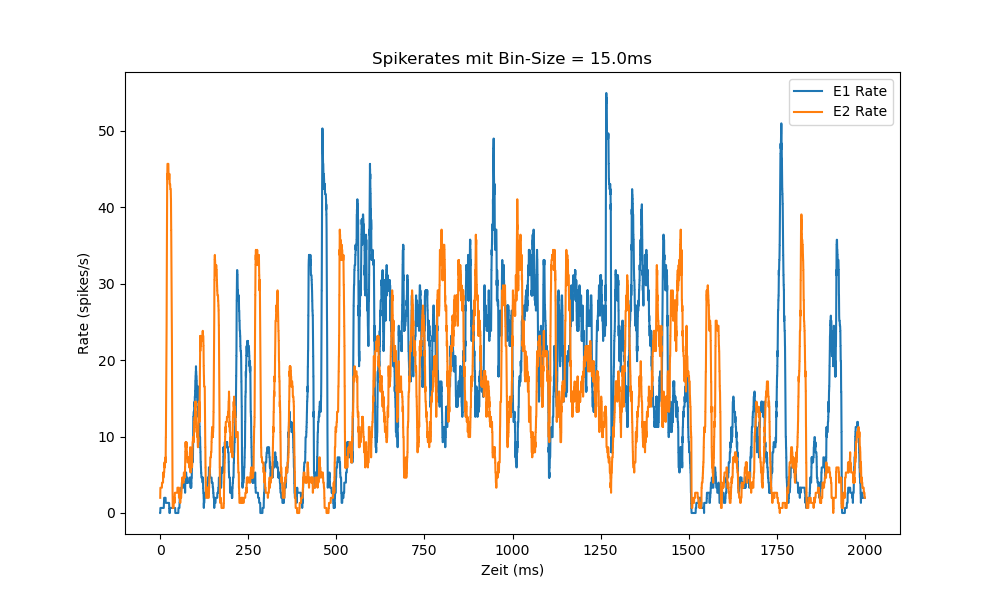 Spikerates mit Bin-Size = 15.0ms
E1 Rate
E2 Rate
50
40
30
20
10
0
Rate (spikes/s)
0 250 500 750 1000 1250 1500 1750 2000
Zeit (ms)